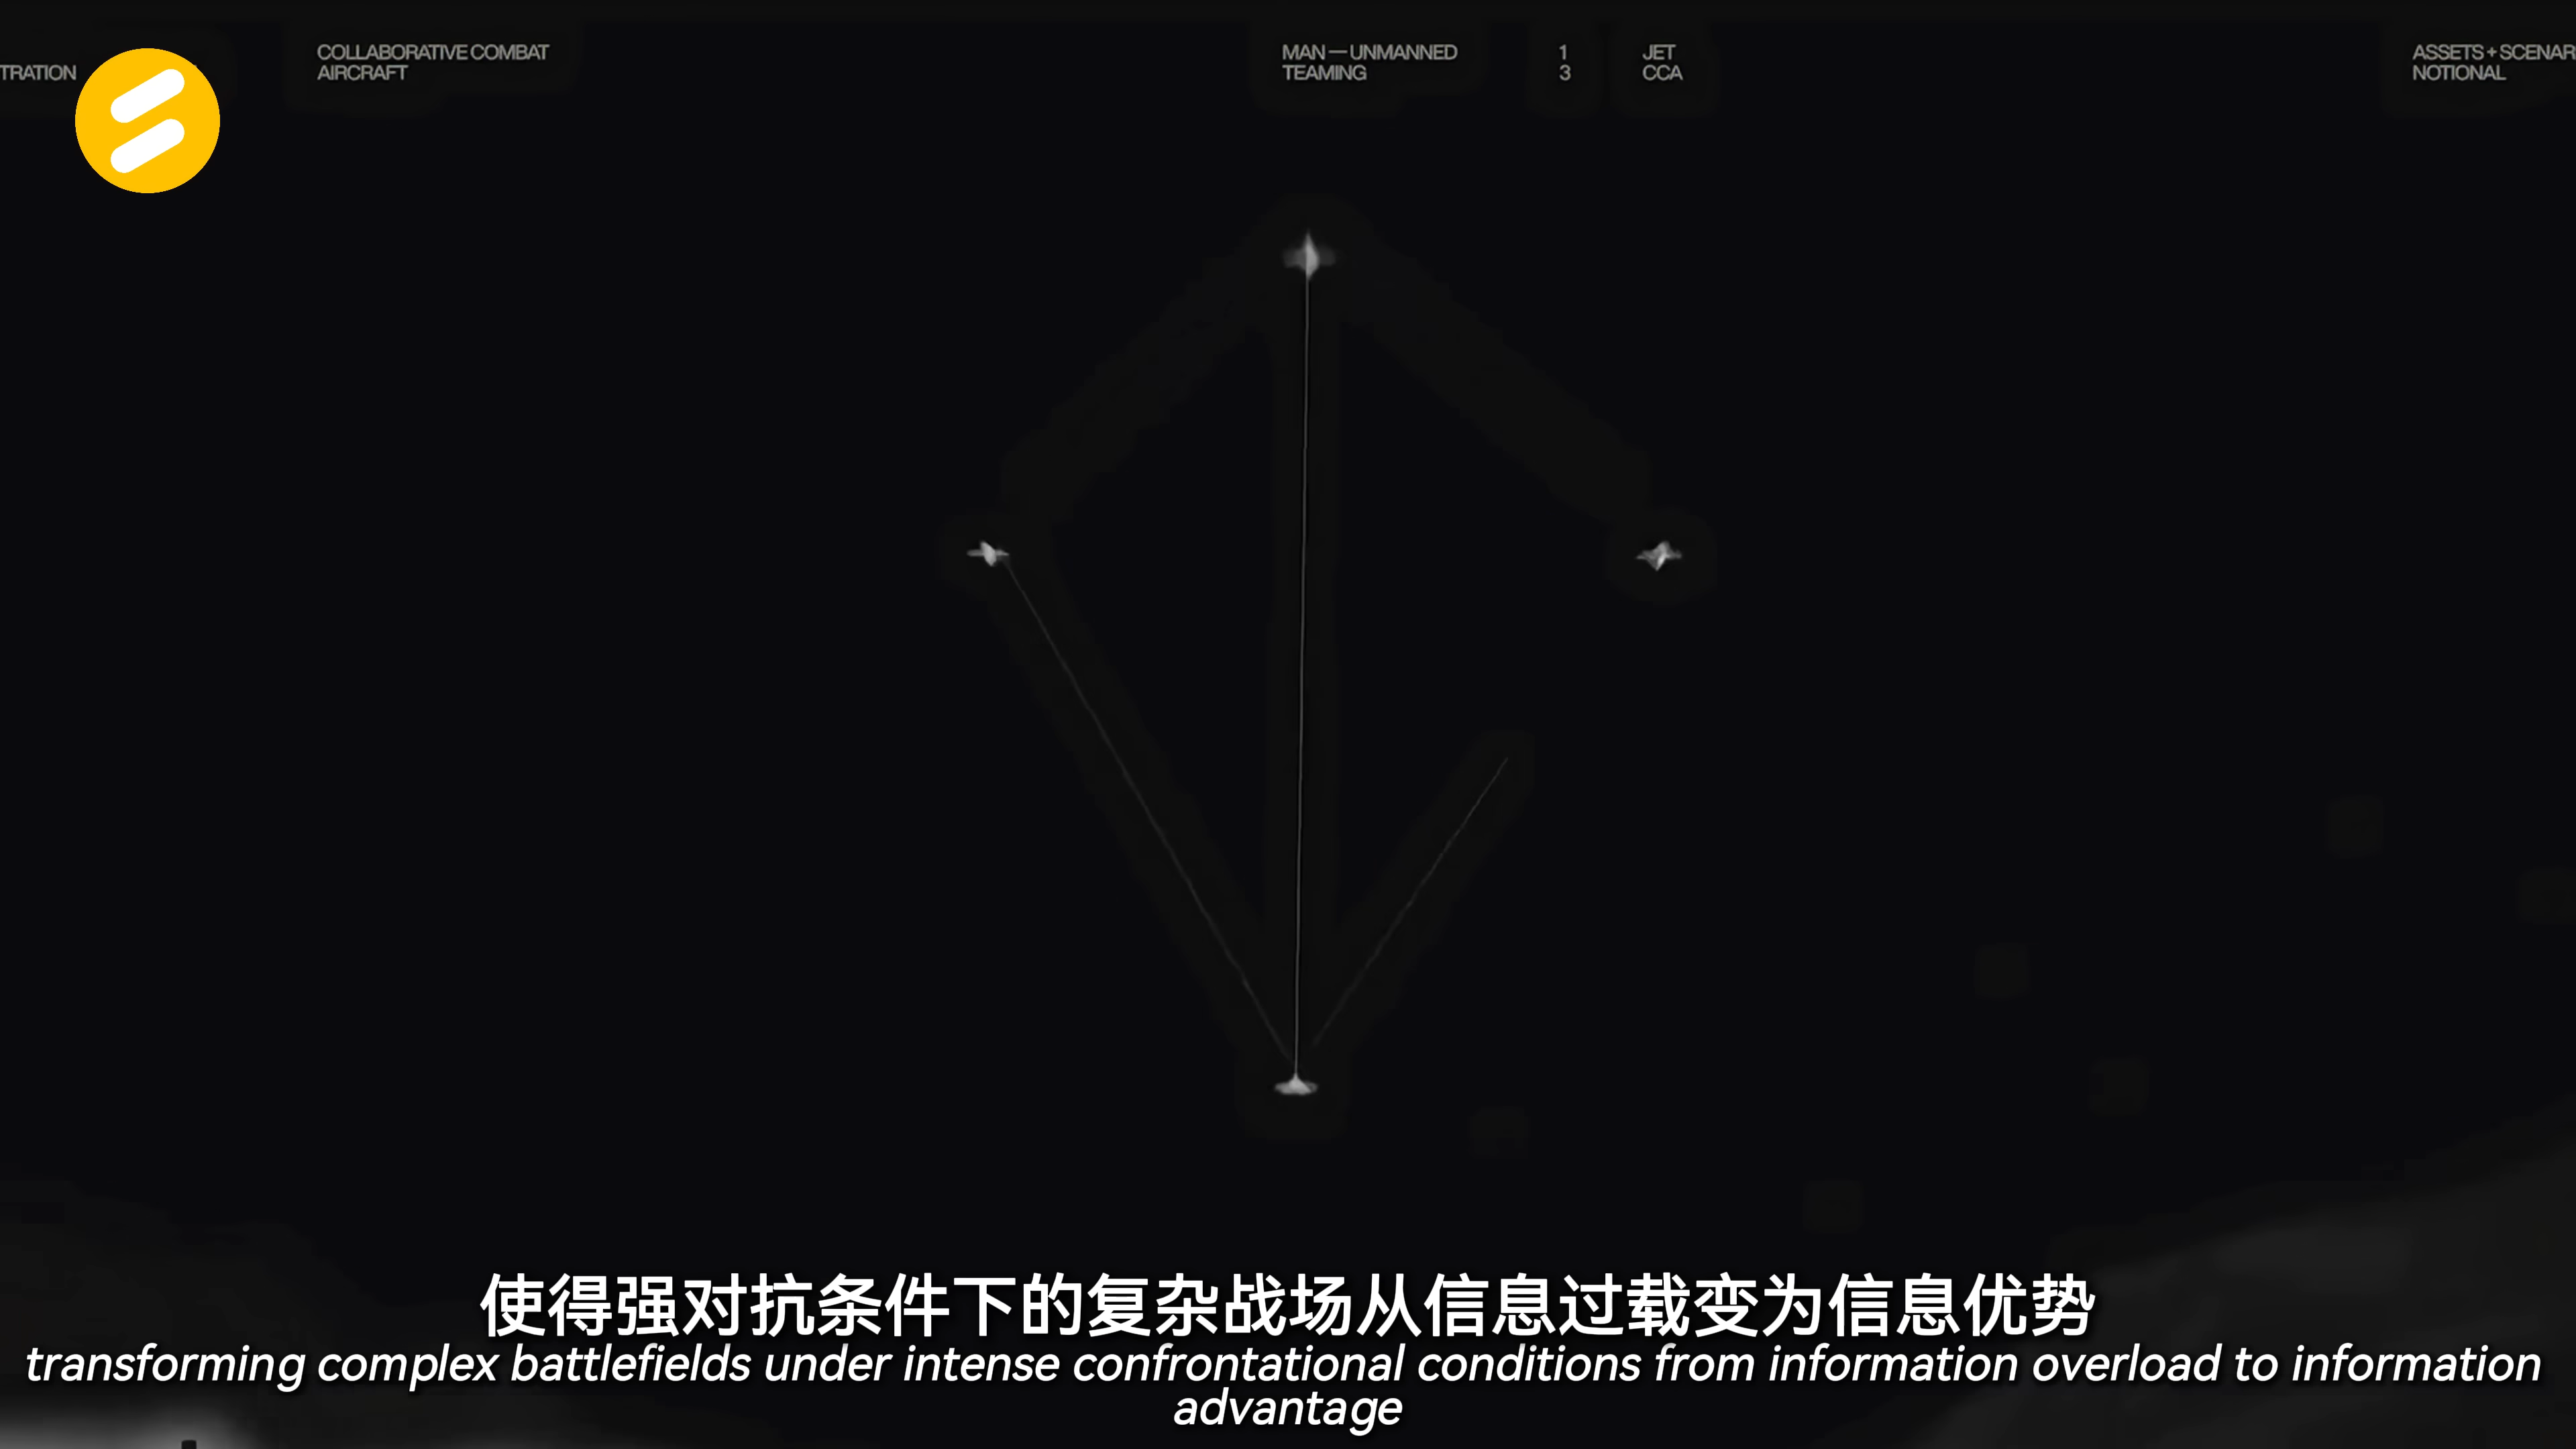 TRATION
COLLABORATIVE COMBAT
AIRCRAFT
MAN — UNMANNED
TEAMING
1
3
JET
CCA
ASSETS + SCENAR
NOTIONAL
使得强对抗条件下的复杂战场从信息过载变为信息优势
transforming complex battlefields under intense confrontational conditions from information overload to information
advantage